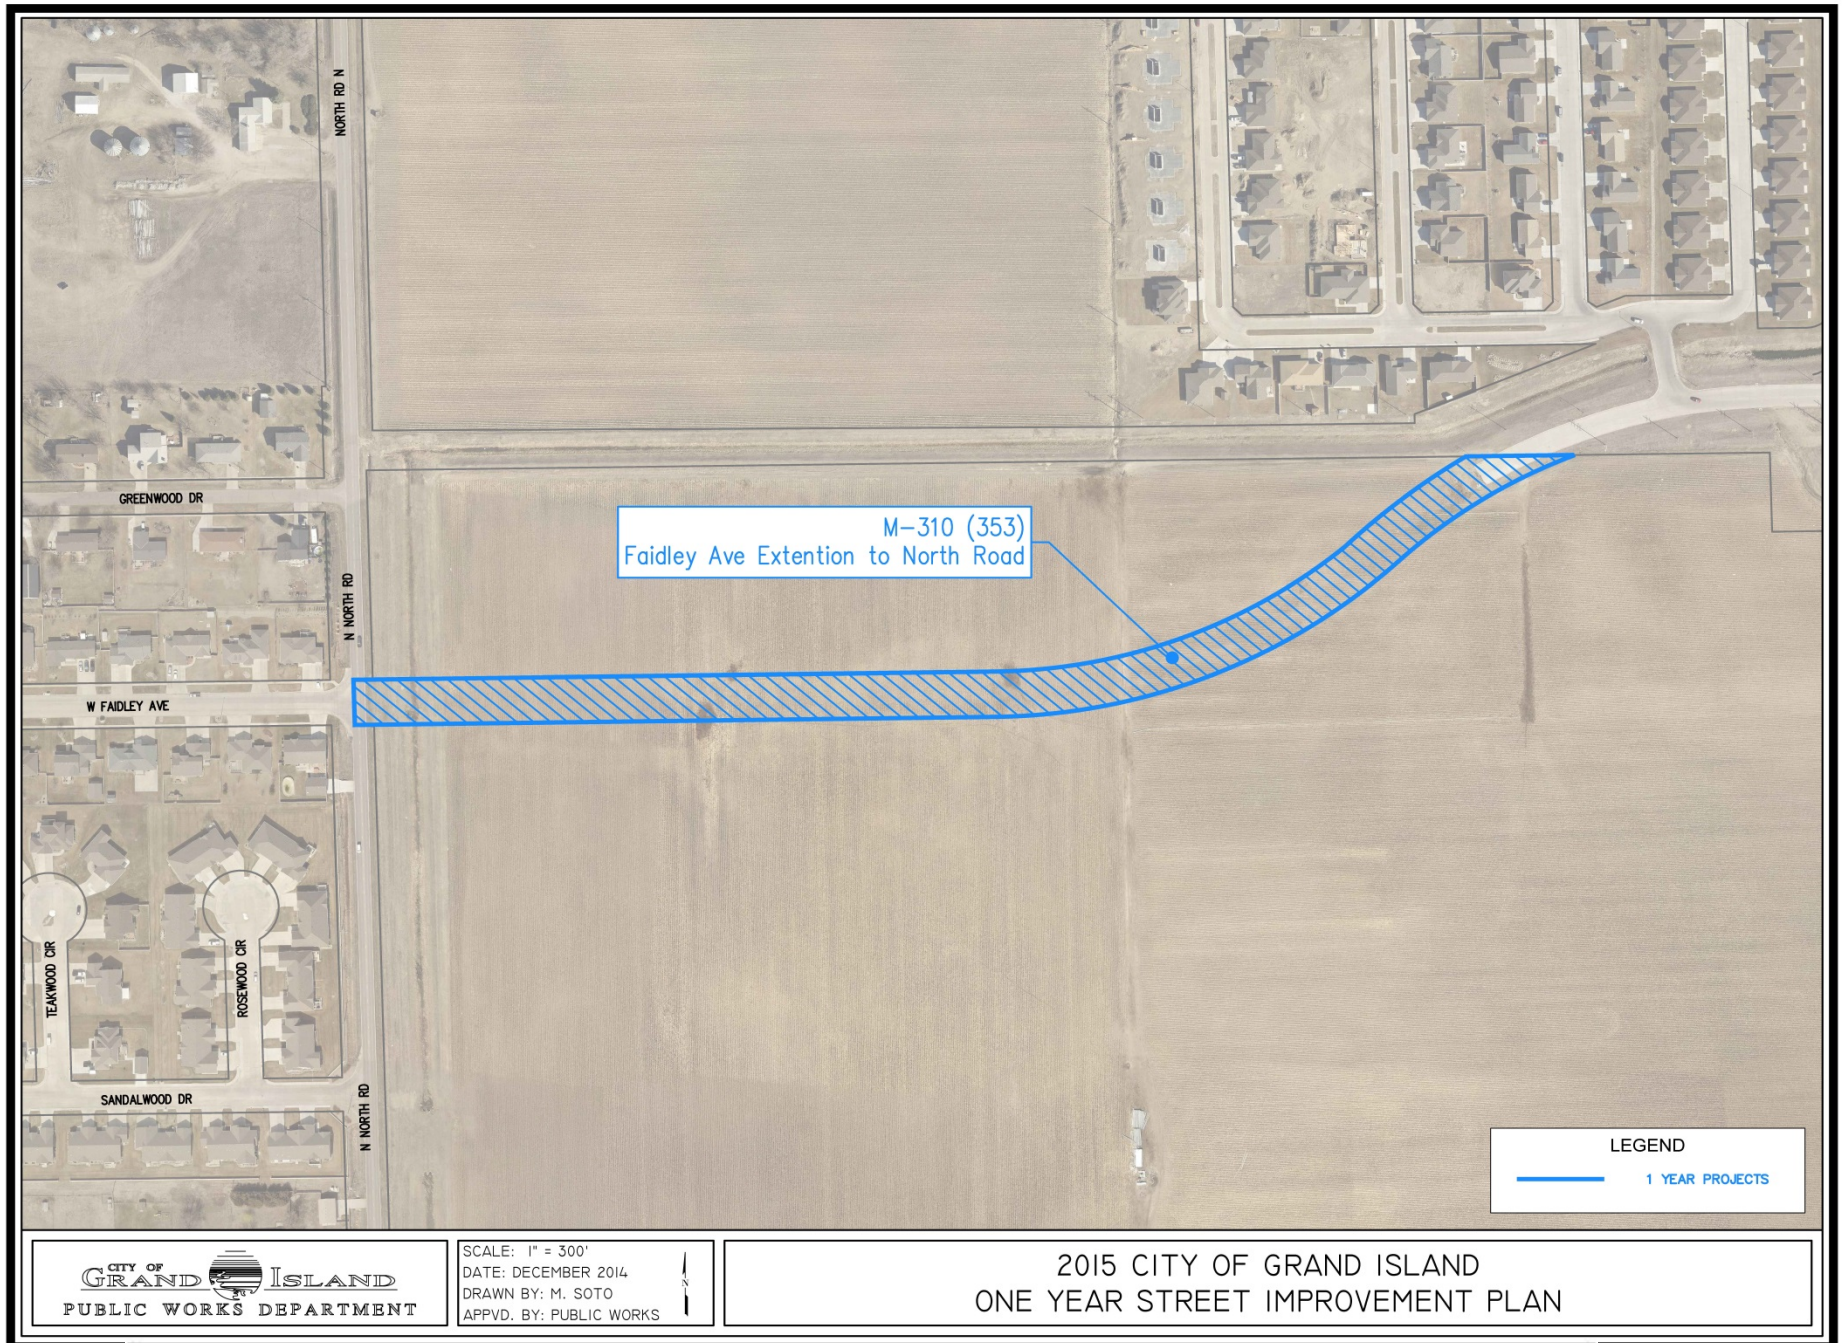 NORTH RD N
GREENWOOD DR
M-310 (353)
Faidley Ave Extention to North Road
N NORTH RD
W FAIDLEY AVE
TEAKWOOD CIR
ROSEWOOD CIR
SANDALWOOD DR
N NORTH RD
LEGEND
1 YEAR PROJECTS
CITY OF
GRAND ISLAND
PUBLIC WORKS DEPARTMENT
SCALE: 1" = 300'
DATE: DECEMBER 2014
DRAWN BY: M. SOTO
APPVD. BY: PUBLIC WORKS
N
2015 CITY OF GRAND ISLAND
ONE YEAR STREET IMPROVEMENT PLAN